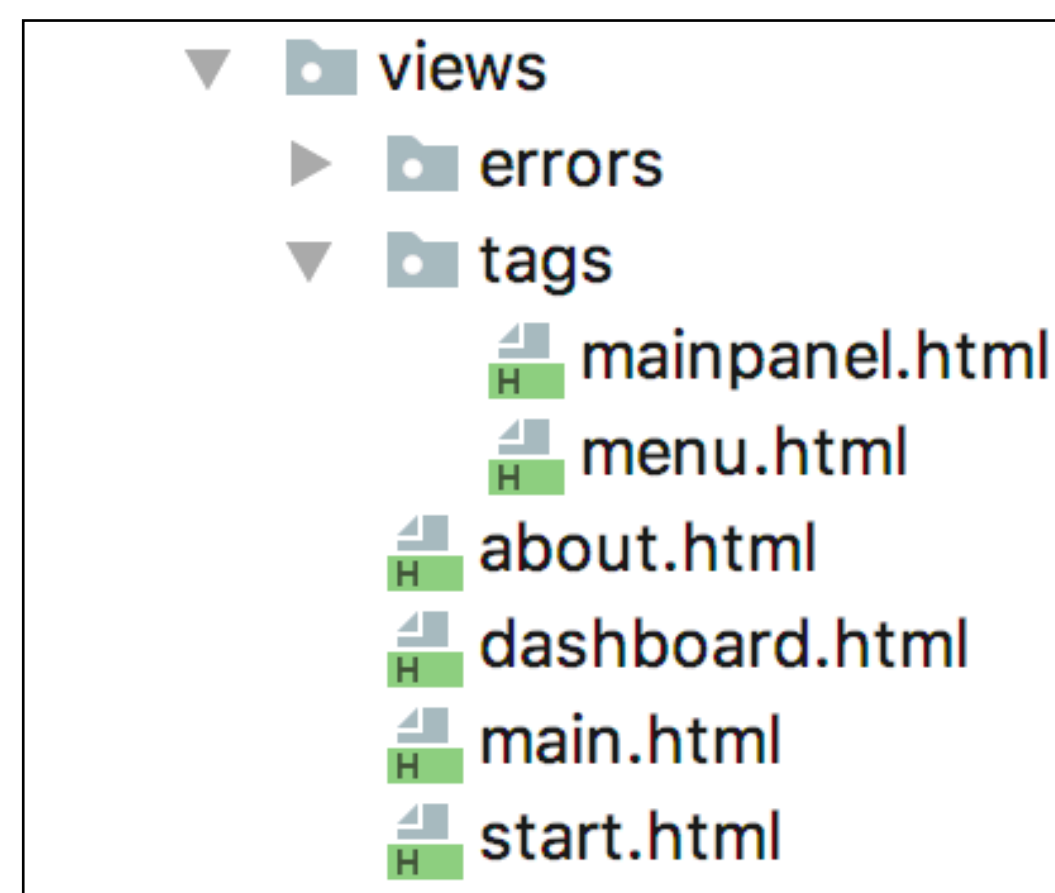 views
errors
tags
H mainpanel.html
H menu.html
H about.html
H dashboard.html
H main.html
H start.html